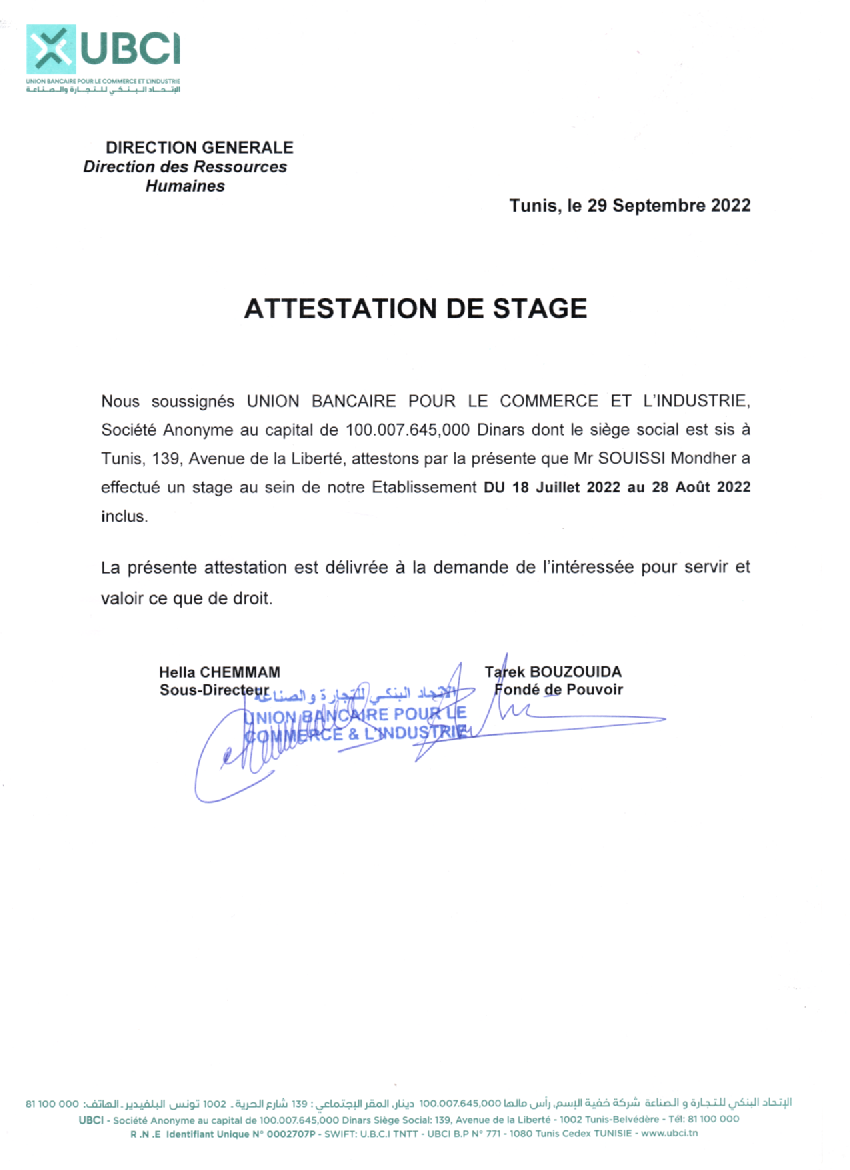 UBCI
UNION BANCAIRE POUR LE COMMERCE ET L'INDUSTRIE
الإتحاد البنكي للتجارة والصناعة
DIRECTION GENERALE
Direction des Ressources
Humaines
Tunis, le 29 Septembre 2022
ATTESTATION DE STAGE
Nous soussignés UNION BANCAIRE POUR LE COMMERCE ET L'INDUSTRIE,
Société Anonyme au capital de 100.007.645,000 Dinars dont le siège social est sis à
Tunis, 139, Avenue de la Liberté, attestons par la présente que Mr SOUISSI Mondher a
effectué un stage au sein de notre Etablissement DU 18 Juillet 2022 au 28 Août 2022
inclus.
La présente attestation est délivrée à la demande de l'intéressée pour servir et
valoir ce que de droit.
Hella CHEMMAM
Sous-Directeur
Tarek BOUZOUIDA
Fondé de Pouvoir
الإتحاد البنكي للتجارة والصناعة
UNION BANCAIRE POUR LE
COMMERCE & L'INDUSTRIE
الإتحاد البنكي للتجارة و الصناعة شركة خفية الإسم, رأس مالها 100.007.645,000 دينار, المقر الإجتماعي : 139 شارع الحرية ـ 1002 تونس البلفيدير ـ الهاتف: 000 100 81
UBCI - Société Anonyme au capital de 100.007.645,000 Dinars Siège Social: 139, Avenue de la Liberté - 1002 Tunis-Belvédère - Tél: 81 100 000
R .N .E Identifiant Unique N° 0002707P - SWIFT: U.B.C.I TNTT - UBCI B.P N° 771 - 1080 Tunis Cedex TUNISIE - www.ubci.tn